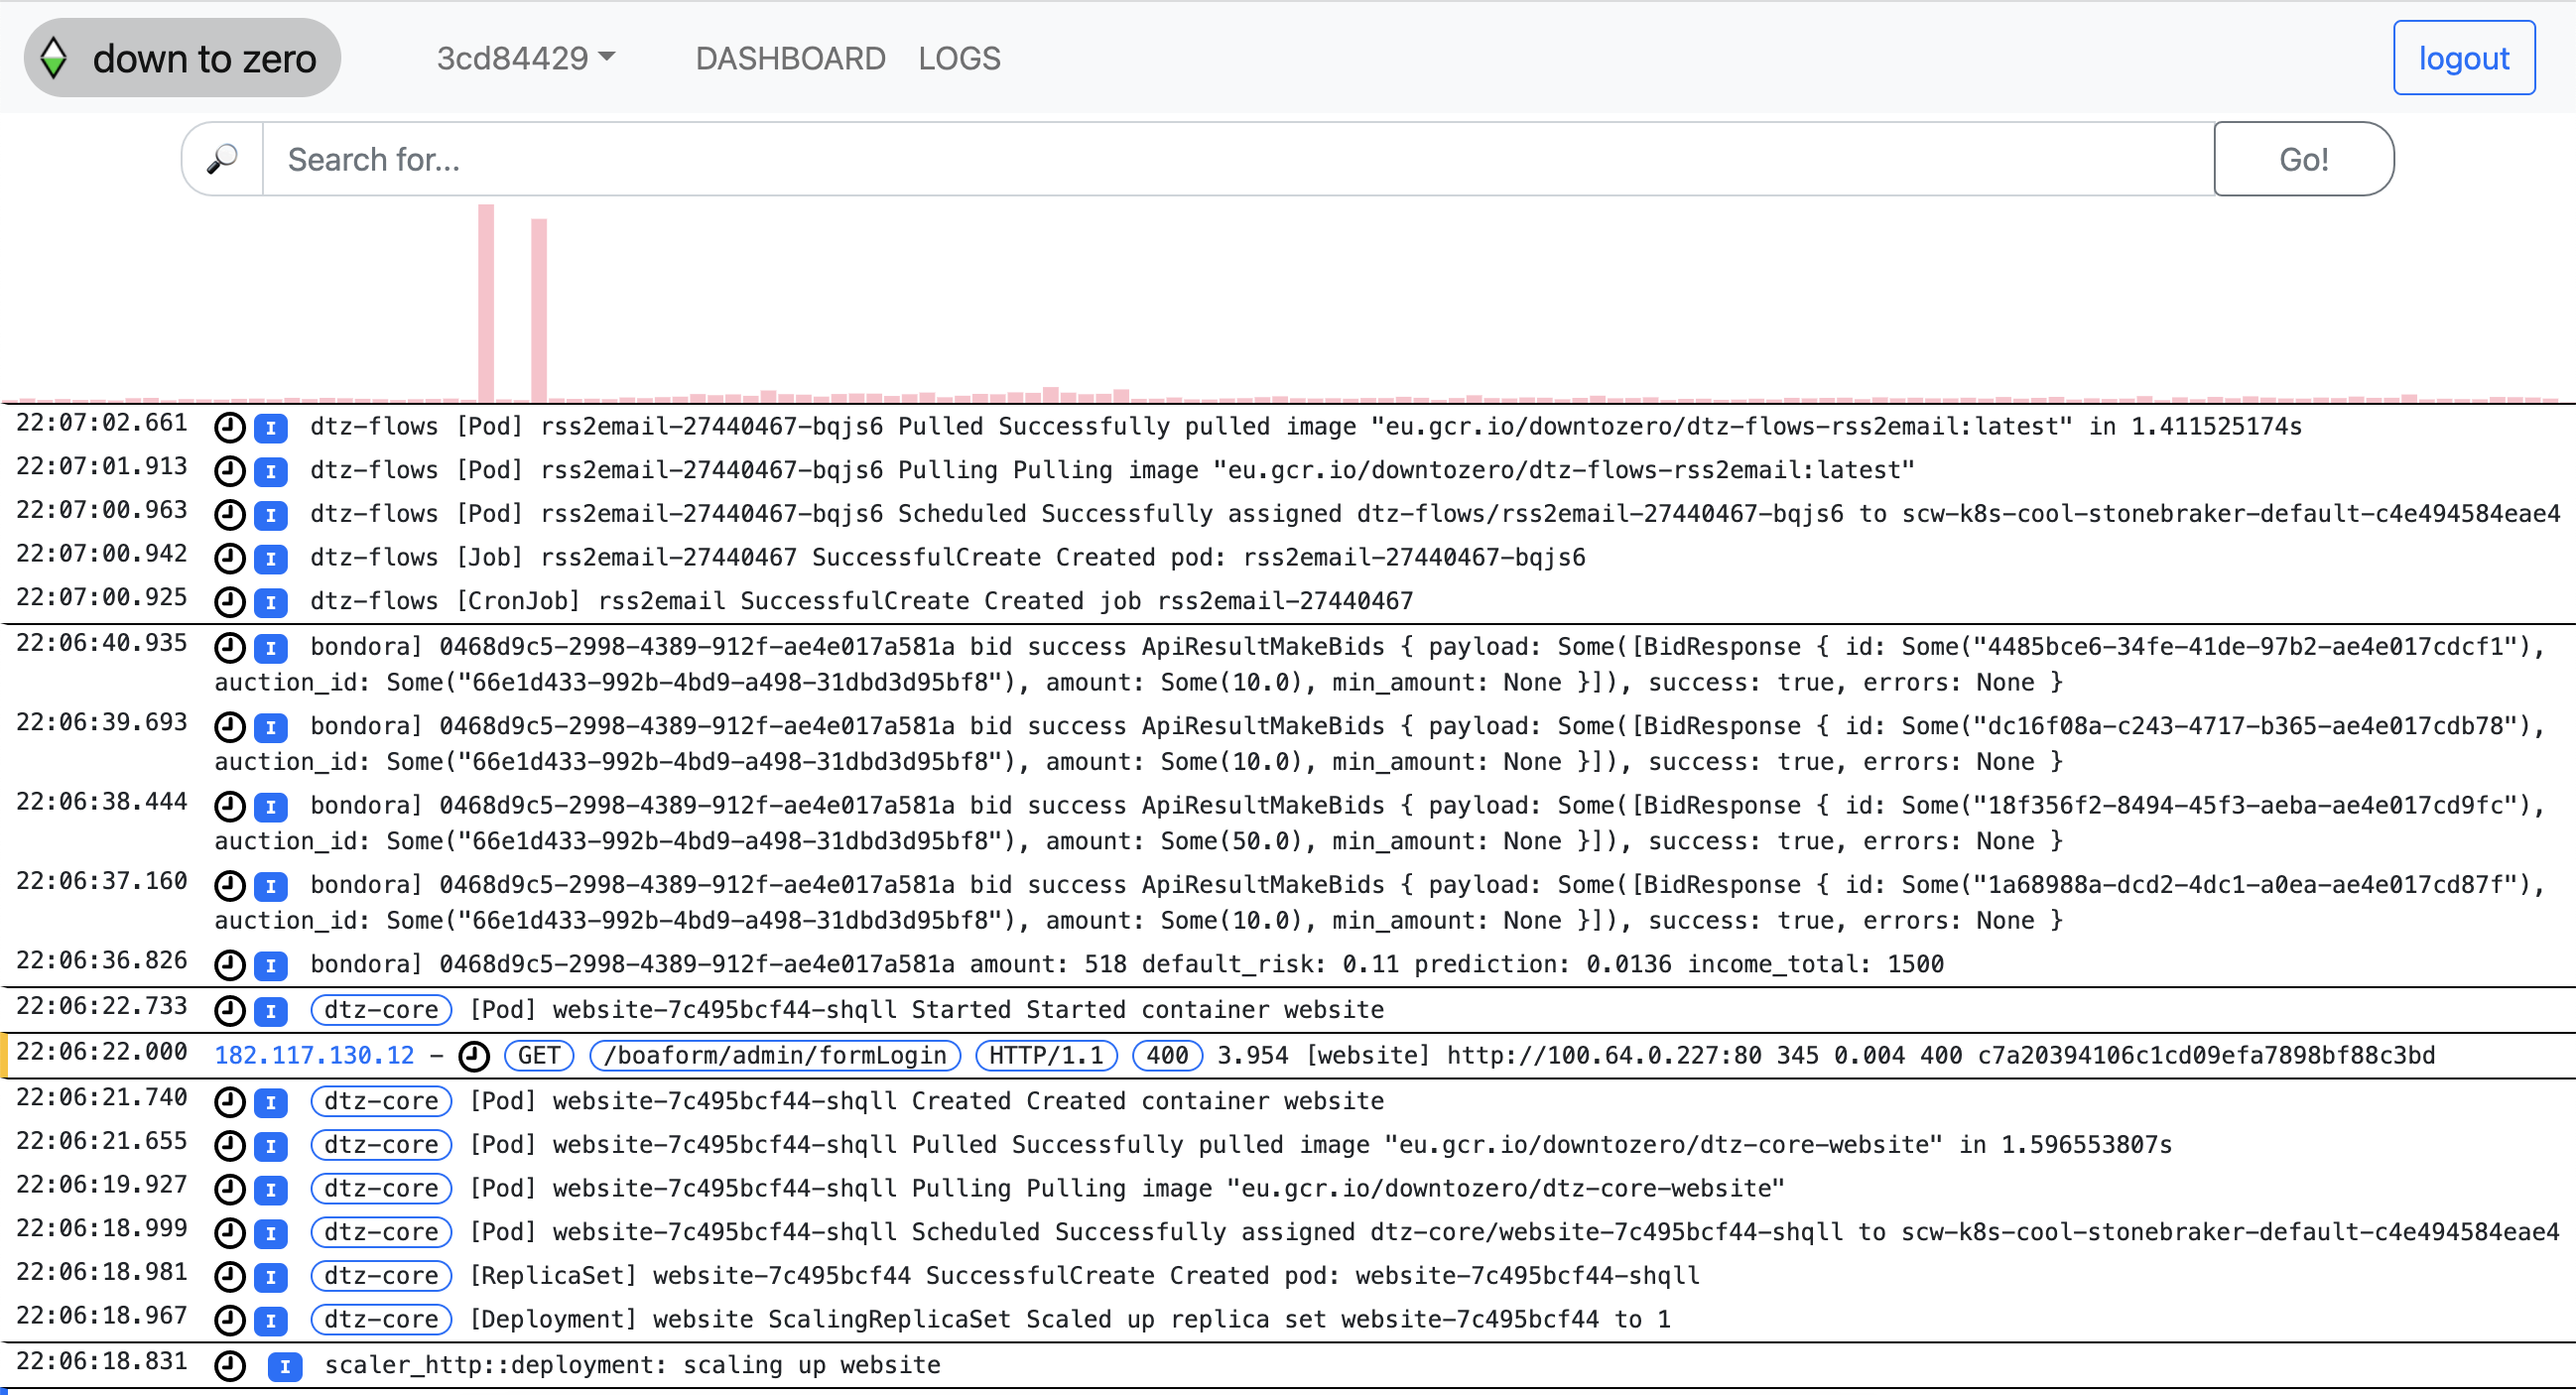 down to zero 3cd84429 DASHBOARD LOGS logout
Search for... Go!
22:07:02.661 I dtz-flows [Pod] rss2email-27440467-bqjs6 Pulled Successfully pulled image "eu.gcr.io/downtozero/dtz-flows-rss2email:latest" in 1.411525174s
22:07:01.913 I dtz-flows [Pod] rss2email-27440467-bqjs6 Pulling Pulling image "eu.gcr.io/downtozero/dtz-flows-rss2email:latest"
22:07:00.963 I dtz-flows [Pod] rss2email-27440467-bqjs6 Scheduled Successfully assigned dtz-flows/rss2email-27440467-bqjs6 to scw-k8s-cool-stonebraker-default-c4e494584eae4
22:07:00.942 I dtz-flows [Job] rss2email-27440467 SuccessfulCreate Created pod: rss2email-27440467-bqjs6
22:07:00.925 I dtz-flows [CronJob] rss2email SuccessfulCreate Created job rss2email-27440467
22:06:40.935 I bondora] 0468d9c5-2998-4389-912f-ae4e017a581a bid success ApiResultMakeBids { payload: Some([BidResponse { id: Some("4485bce6-34fe-41de-97b2-ae4e017cdcf1"),
auction_id: Some("66e1d433-992b-4bd9-a498-31dbd3d95bf8"), amount: Some(10.0), min_amount: None }]), success: true, errors: None }
22:06:39.693 I bondora] 0468d9c5-2998-4389-912f-ae4e017a581a bid success ApiResultMakeBids { payload: Some([BidResponse { id: Some("dc16f08a-c243-4717-b365-ae4e017cdb78"),
auction_id: Some("66e1d433-992b-4bd9-a498-31dbd3d95bf8"), amount: Some(10.0), min_amount: None }]), success: true, errors: None }
22:06:38.444 I bondora] 0468d9c5-2998-4389-912f-ae4e017a581a bid success ApiResultMakeBids { payload: Some([BidResponse { id: Some("18f356f2-8494-45f3-aeba-ae4e017cd9fc"),
auction_id: Some("66e1d433-992b-4bd9-a498-31dbd3d95bf8"), amount: Some(50.0), min_amount: None }]), success: true, errors: None }
22:06:37.160 I bondora] 0468d9c5-2998-4389-912f-ae4e017a581a bid success ApiResultMakeBids { payload: Some([BidResponse { id: Some("1a68988a-dcd2-4dc1-a0ea-ae4e017cd87f"),
auction_id: Some("66e1d433-992b-4bd9-a498-31dbd3d95bf8"), amount: Some(10.0), min_amount: None }]), success: true, errors: None }
22:06:36.826 I bondora] 0468d9c5-2998-4389-912f-ae4e017a581a amount: 518 default_risk: 0.11 prediction: 0.0136 income_total: 1500
22:06:22.733 I dtz-core [Pod] website-7c495bcf44-shqll Started Started container website
22:06:22.000 182.117.130.12 - GET /boaform/admin/formLogin HTTP/1.1 400 3.954 [website] http://100.64.0.227:80 345 0.004 400 c7a20394106c1cd09efa7898bf88c3bd
22:06:21.740 I dtz-core [Pod] website-7c495bcf44-shqll Created Created container website
22:06:21.655 I dtz-core [Pod] website-7c495bcf44-shqll Pulled Successfully pulled image "eu.gcr.io/downtozero/dtz-core-website" in 1.596553807s
22:06:19.927 I dtz-core [Pod] website-7c495bcf44-shqll Pulling Pulling image "eu.gcr.io/downtozero/dtz-core-website"
22:06:18.999 I dtz-core [Pod] website-7c495bcf44-shqll Scheduled Successfully assigned dtz-core/website-7c495bcf44-shqll to scw-k8s-cool-stonebraker-default-c4e494584eae4
22:06:18.981 I dtz-core [ReplicaSet] website-7c495bcf44 SuccessfulCreate Created pod: website-7c495bcf44-shqll
22:06:18.967 I dtz-core [Deployment] website ScalingReplicaSet Scaled up replica set website-7c495bcf44 to 1
22:06:18.831 I scaler_http::deployment: scaling up website